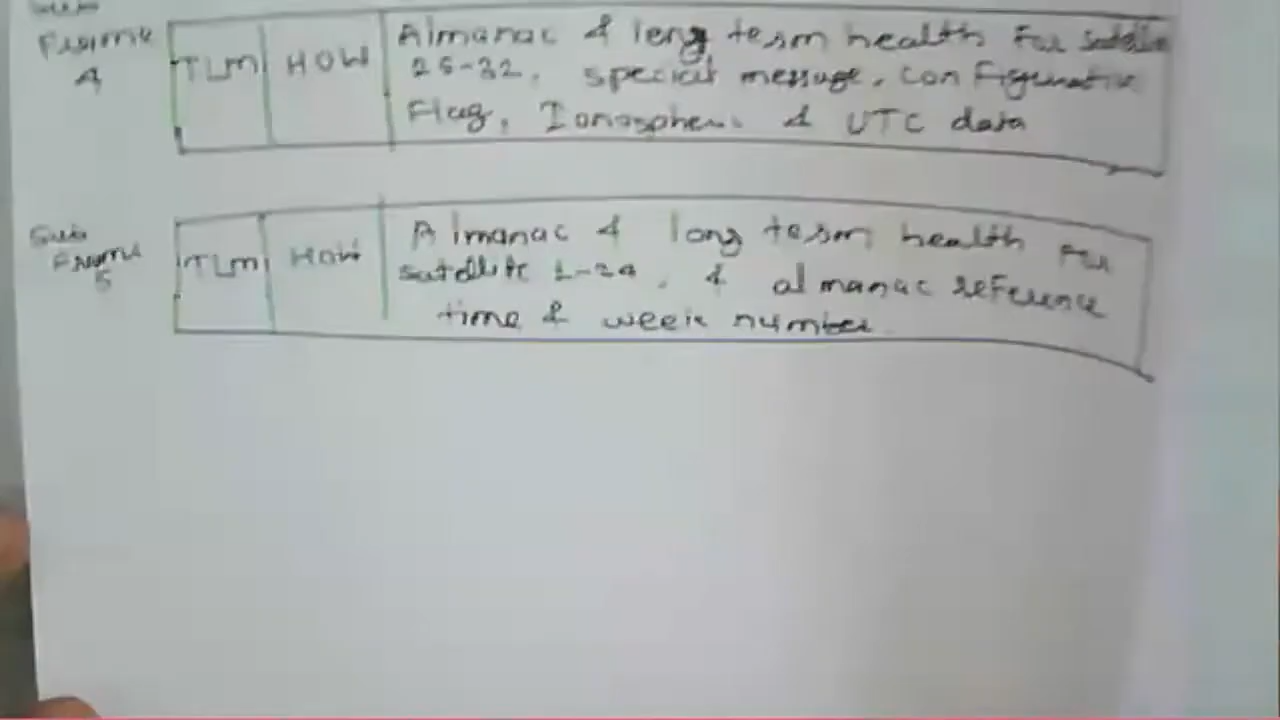 Sub
Frame
4
TLM
HOW
Almanac & long term health For satellite
25-32, special message, configuration
Flag, Ionosphere & UTC data
Sub
Frame
5
TLM
HOW
Almanac & long term health For
satellite 1-24, & almanac reference
time & week number.